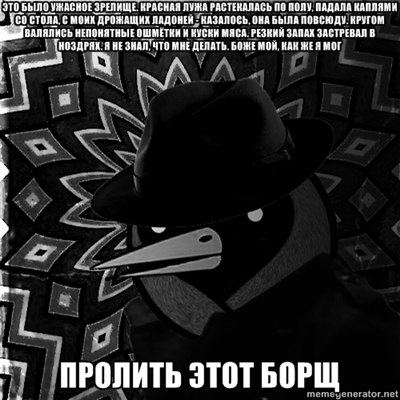 ЭТО БЫЛО УЖАСНОЕ ЗРЕЛИЩЕ. КРАСНАЯ ЛУЖА РАСТЕКАЛАСЬ ПО ПОЛУ, ПАДАЛА КАПЛЯМИ
СО СТОЛА, С МОИХ ДРОЖАЩИХ ЛАДОНЕЙ - КАЗАЛОСЬ, ОНА БЫЛА ПОВСЮДУ. КРУГОМ
ВАЛЯЛИСЬ НЕПОНЯТНЫЕ ОШМЁТКИ И КУСКИ МЯСА. РЕЗКИЙ ЗАПАХ ЗАСТРЕВАЛ В
НОЗДРЯХ. Я НЕ ЗНАЛ, ЧТО МНЕ ДЕЛАТЬ. БОЖЕ МОЙ, КАК ЖЕ Я МОГ
ПРОЛИТЬ ЭТОТ БОРЩ
memegenerator.net